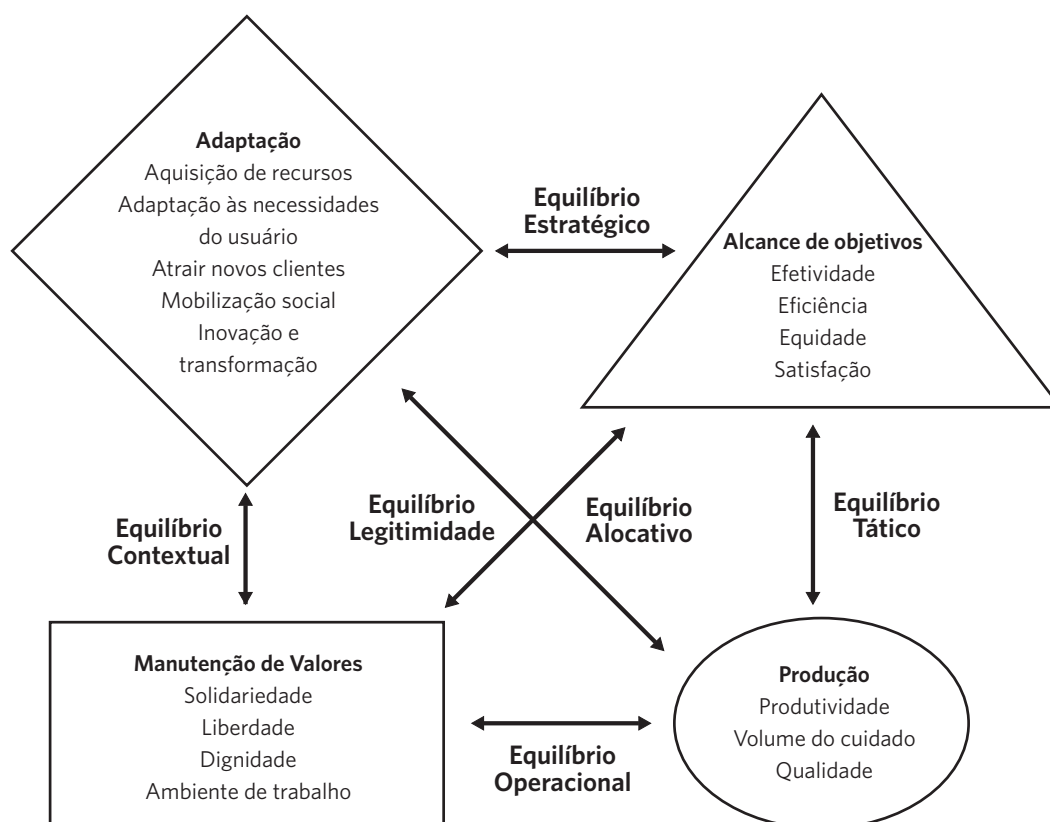 Adaptação
Aquisição de recursos
Adaptação às necessidades
do usuário
Atrair novos clientes
Mobilização social
Inovação e
transformação
Equilíbrio
Estratégico
Alcance de objetivos
Efetividade
Eficiência
Equidade
Satisfação
Equilíbrio
Contextual
Equilíbrio
Legitimidade
Equilíbrio
Alocativo
Equilíbrio
Tático
Manutenção de Valores
Solidariedade
Liberdade
Dignidade
Ambiente de trabalho
Equilíbrio
Operacional
Produção
Produtividade
Volume do cuidado
Qualidade